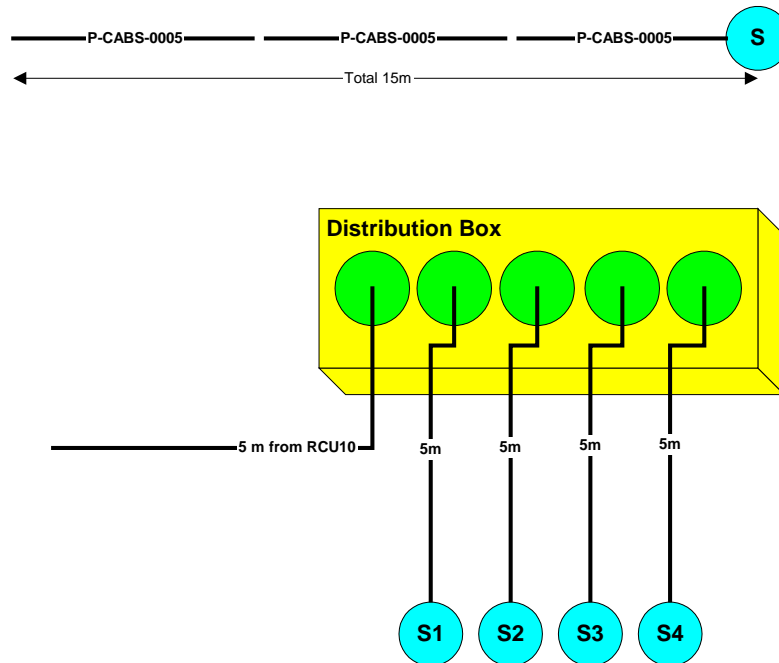 P-CABS-0005 P-CABS-0005 P-CABS-0005 S
Total 15m
Distribution Box
5 m from RCU10 5m 5m 5m 5m
S1 S2 S3 S4